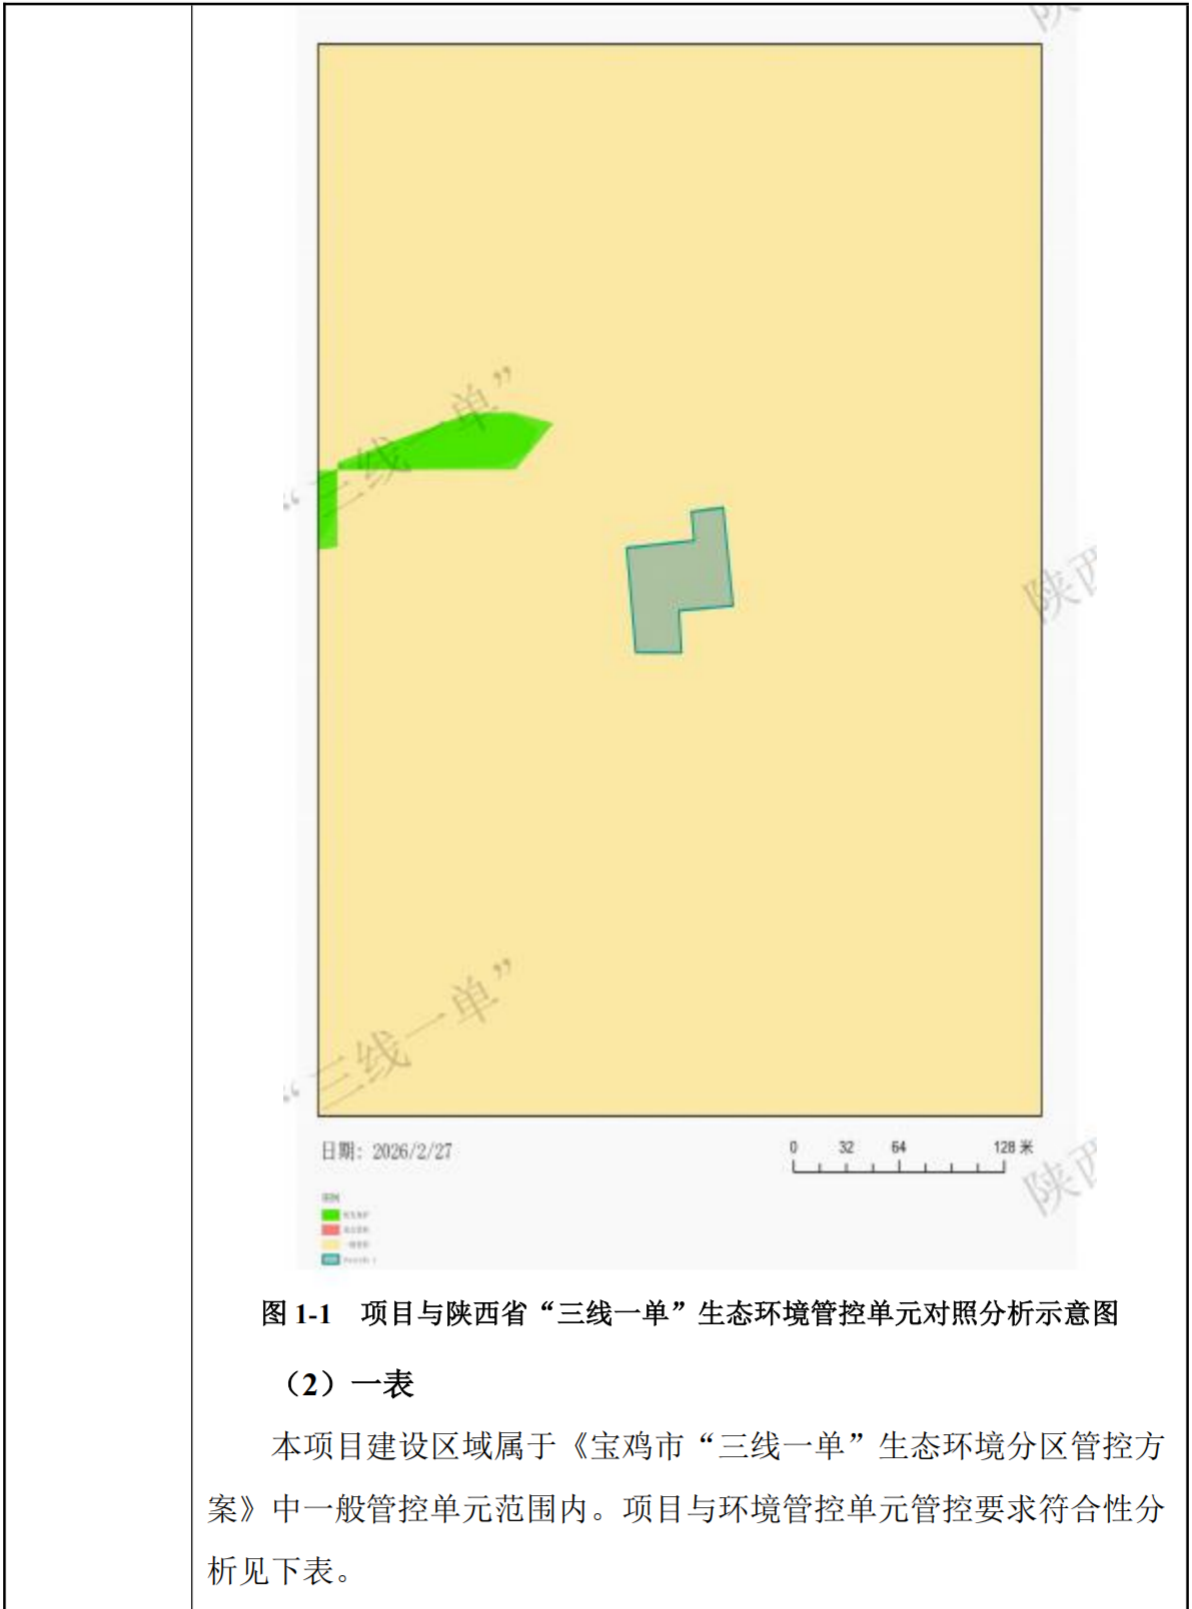 陕
“三线一单”
陕西
“三线一单”
日期: 2026/2/27
0 32 64 128 米
陕西
图 1-1 项目与陕西省“三线一单”生态环境管控单元对照分析示意图
（2）一表
本项目建设区域属于《宝鸡市“三线一单”生态环境分区管控方
案》中一般管控单元范围内。项目与环境管控单元管控要求符合性分
析见下表。